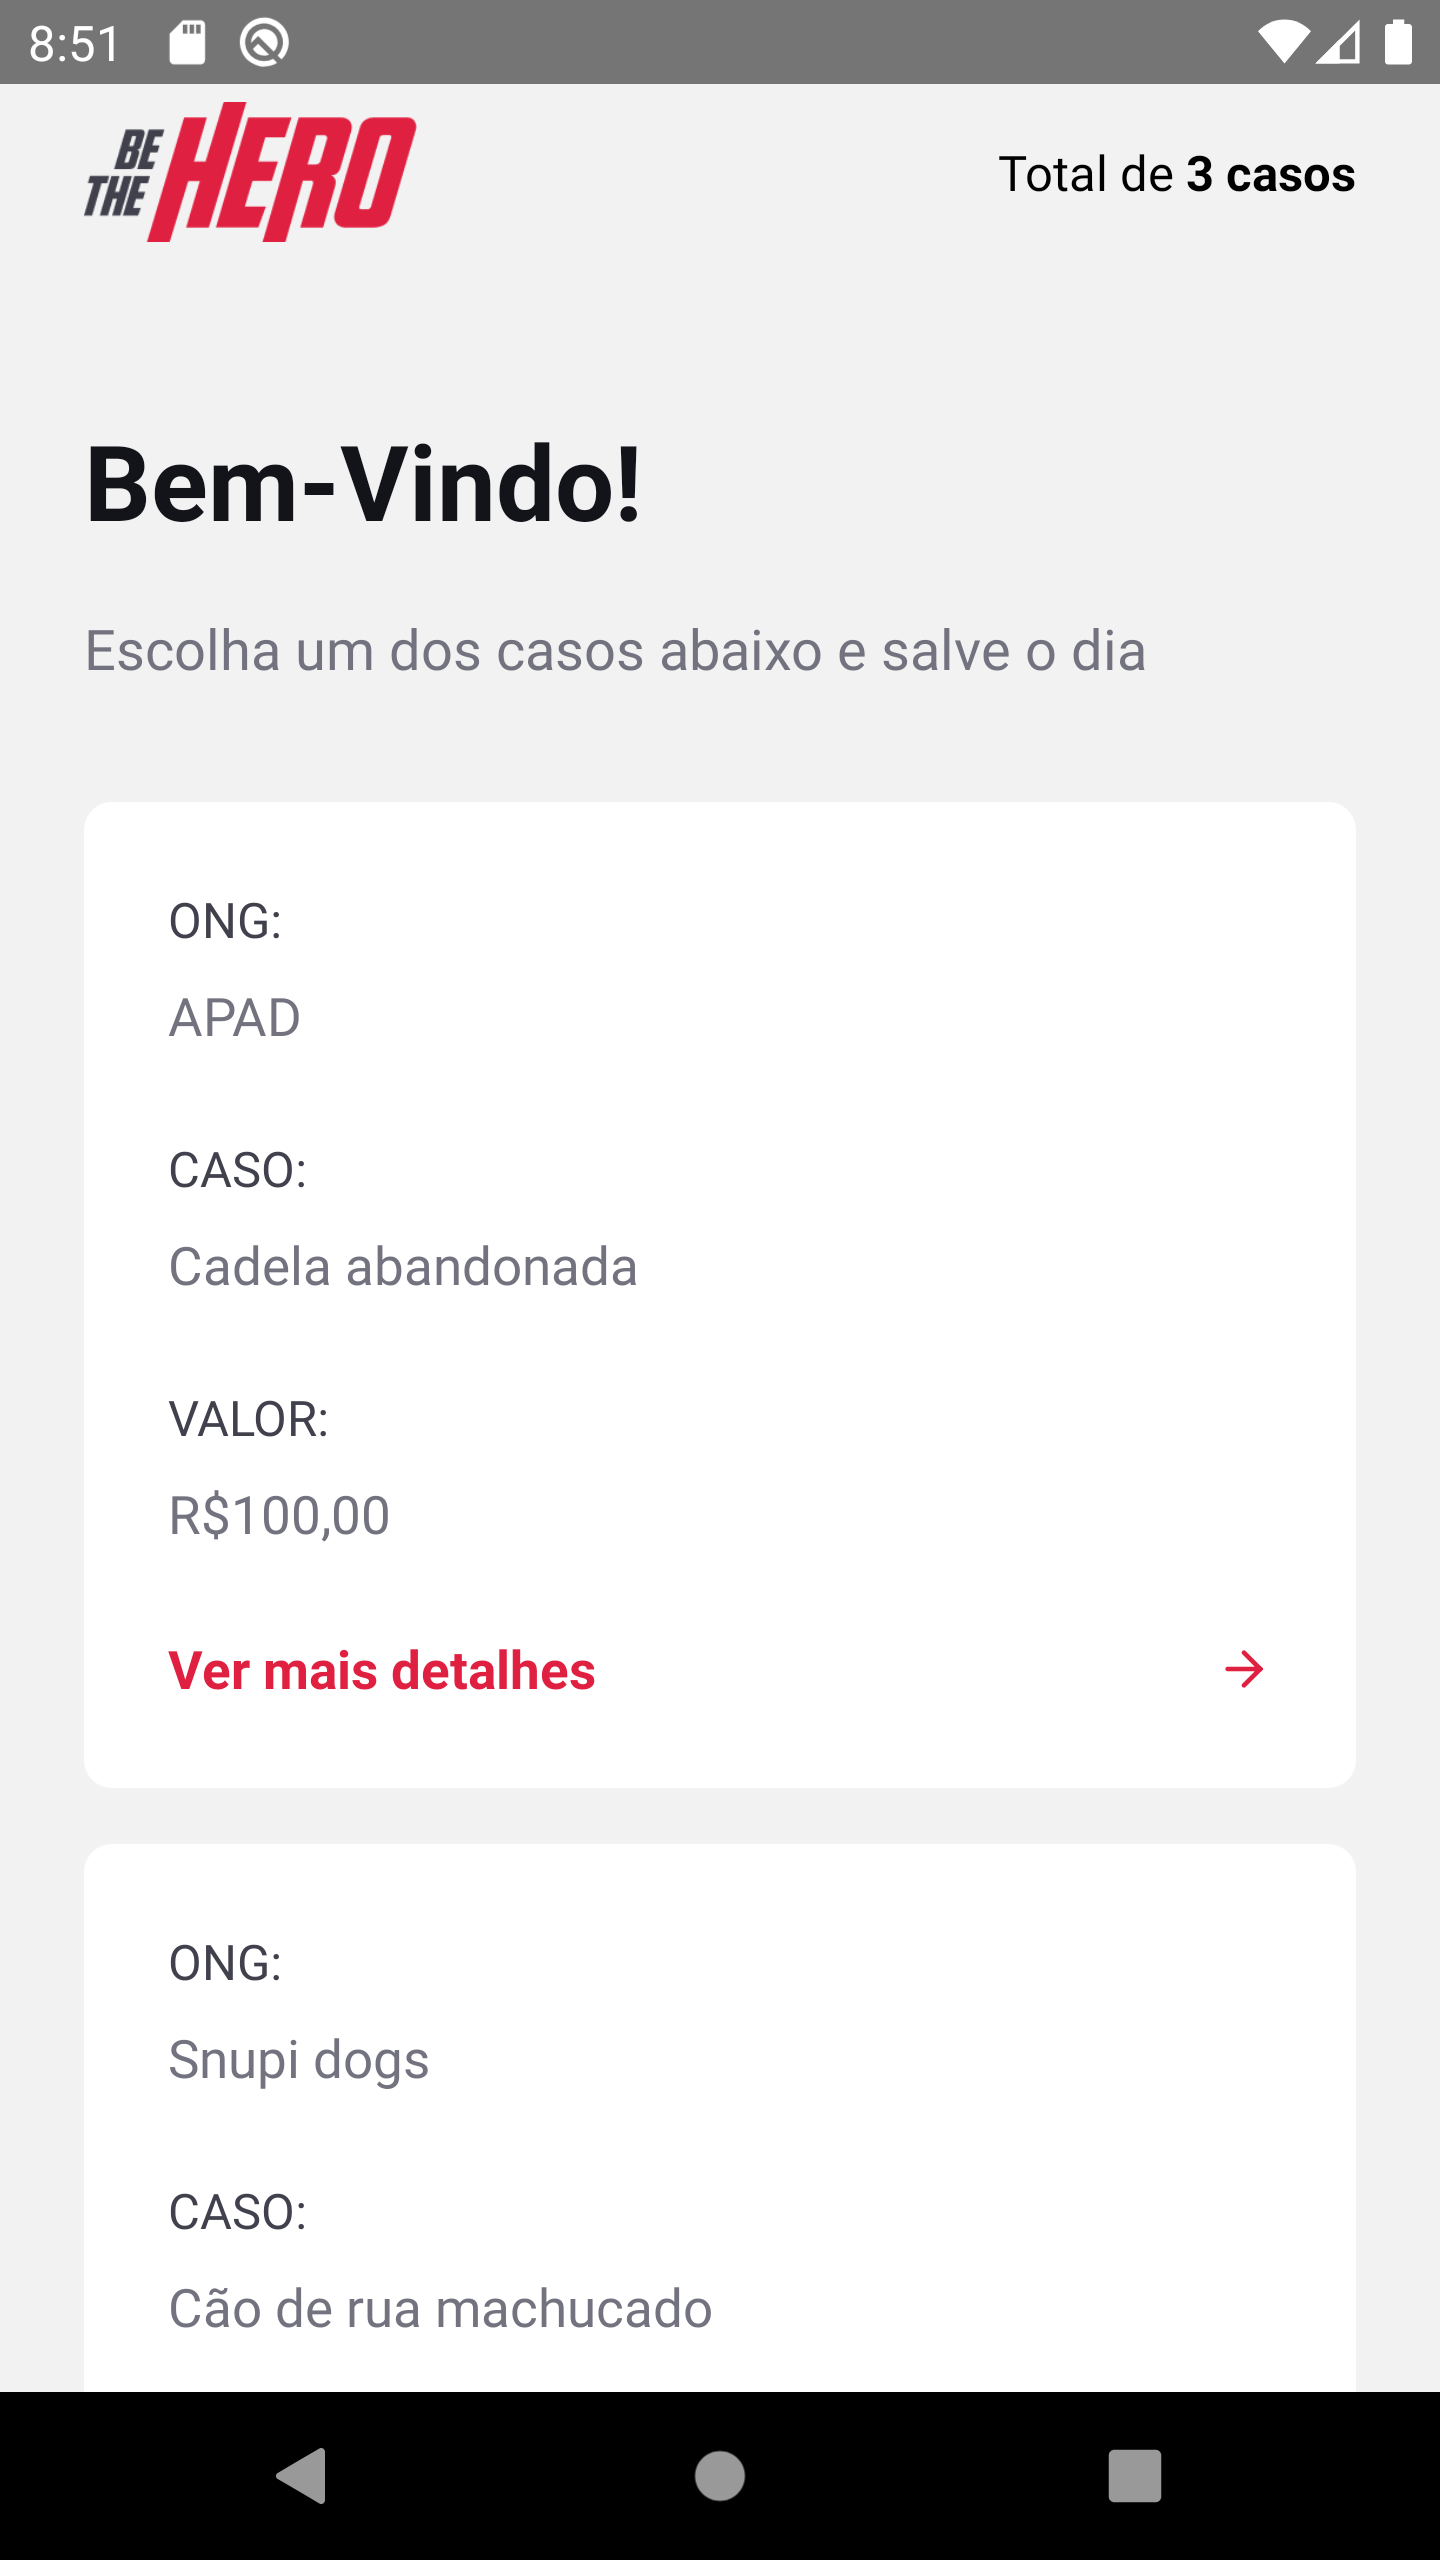 8:51
BE THE HERO
Total de 3 casos
Bem-Vindo!
Escolha um dos casos abaixo e salve o dia
ONG:
APAD
CASO:
Cadela abandonada
VALOR:
R$100,00
Ver mais detalhes
ONG:
Snupi dogs
CASO:
Cão de rua machucado